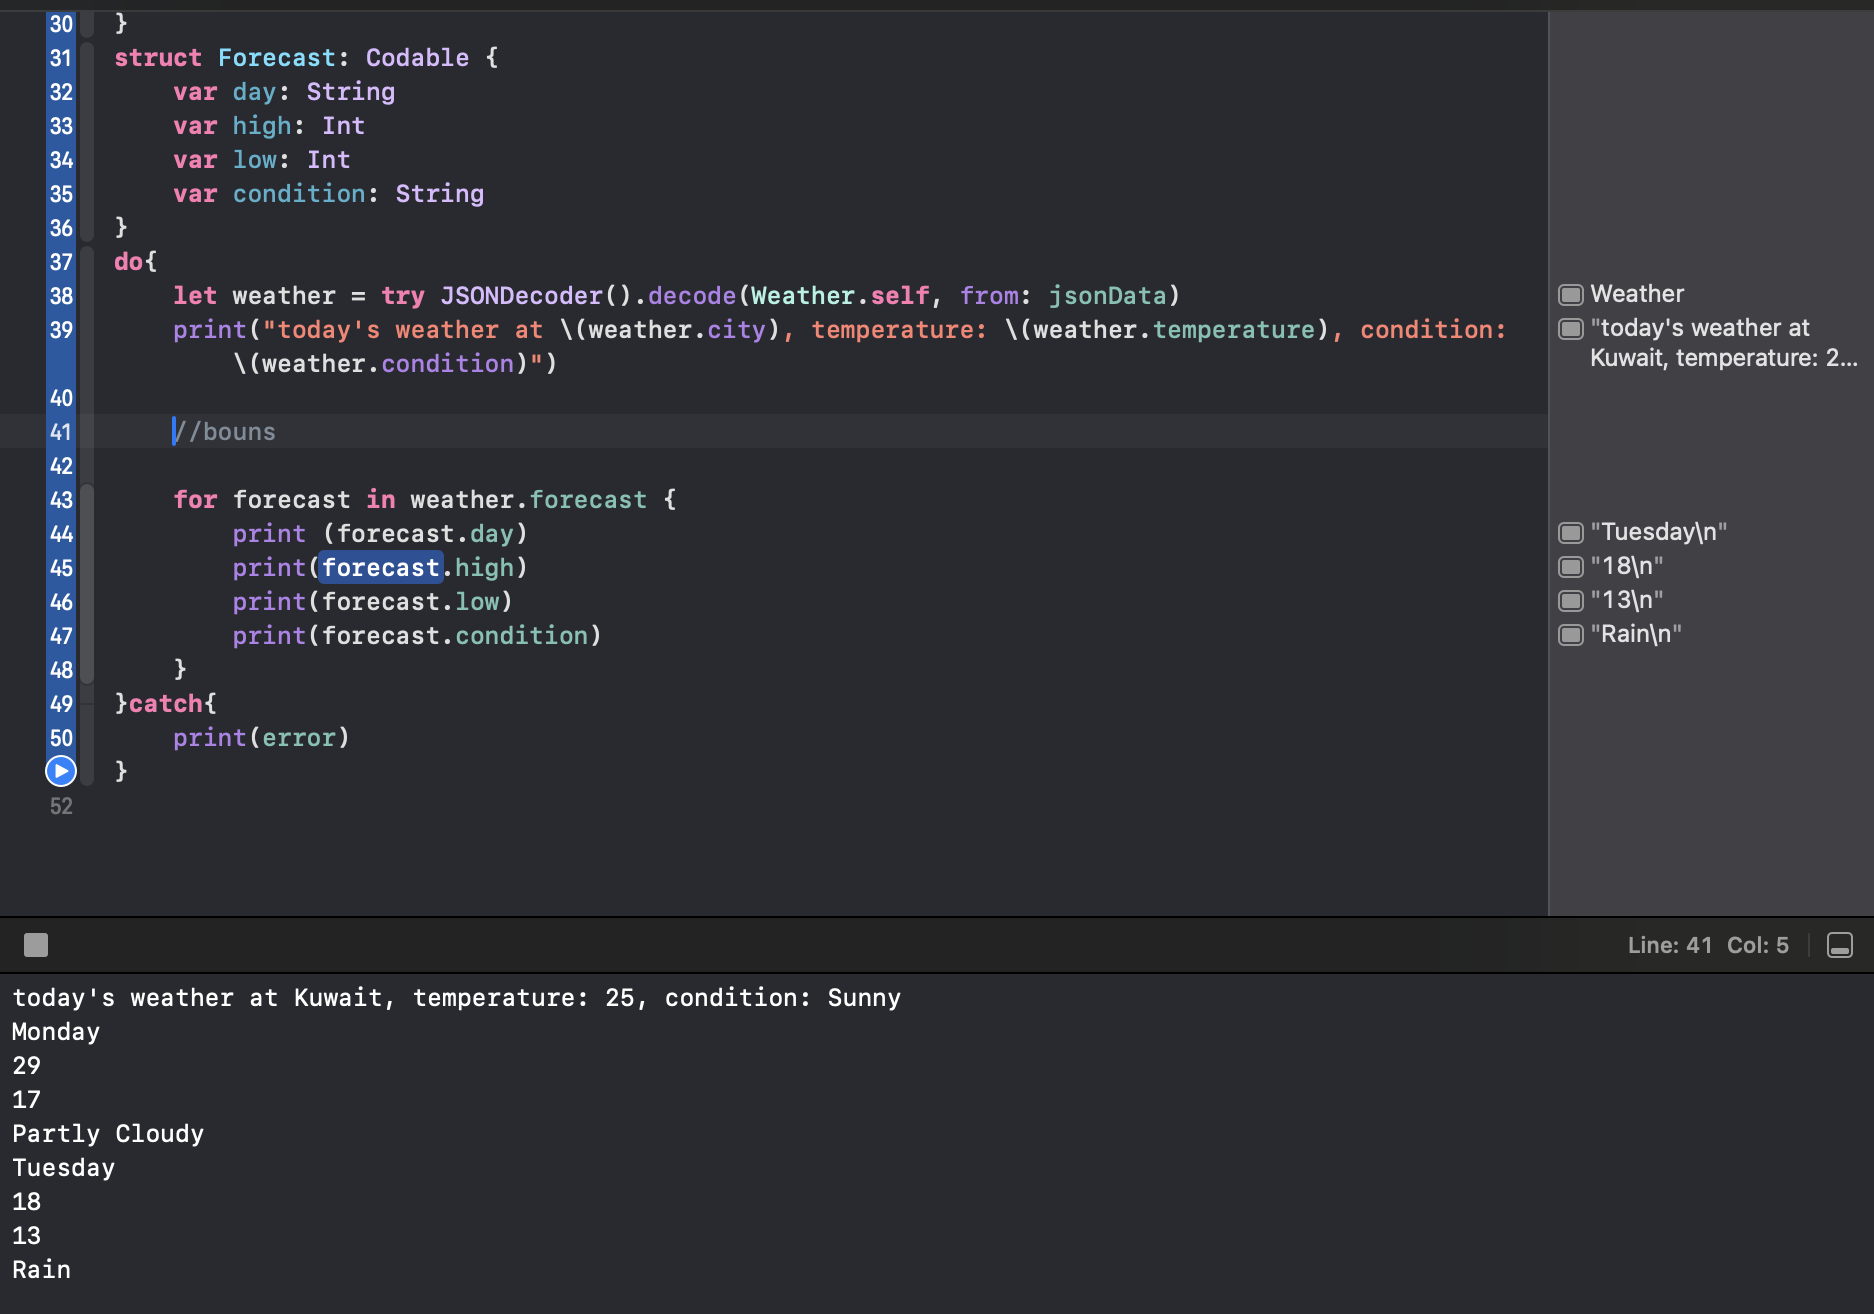 30 }
31 struct Forecast: Codable {
32 var day: String
33 var high: Int
34 var low: Int
35 var condition: String
36 }
37 do{
38 let weather = try JSONDecoder().decode(Weather.self, from: jsonData)
Weather
39 print("today's weather at \(weather.city), temperature: \(weather.temperature), condition:
\(weather.condition)")
"today's weather at
Kuwait, temperature: 2...
40
41 //bouns
42
43 for forecast in weather.forecast {
44 print (forecast.day)
"Tuesday\n"
45 print(forecast.high)
"18\n"
46 print(forecast.low)
"13\n"
47 print(forecast.condition)
"Rain\n"
48 }
49 }catch{
50 print(error)
}
52
Line: 41 Col: 5
today's weather at Kuwait, temperature: 25, condition: Sunny
Monday
29
17
Partly Cloudy
Tuesday
18
13
Rain